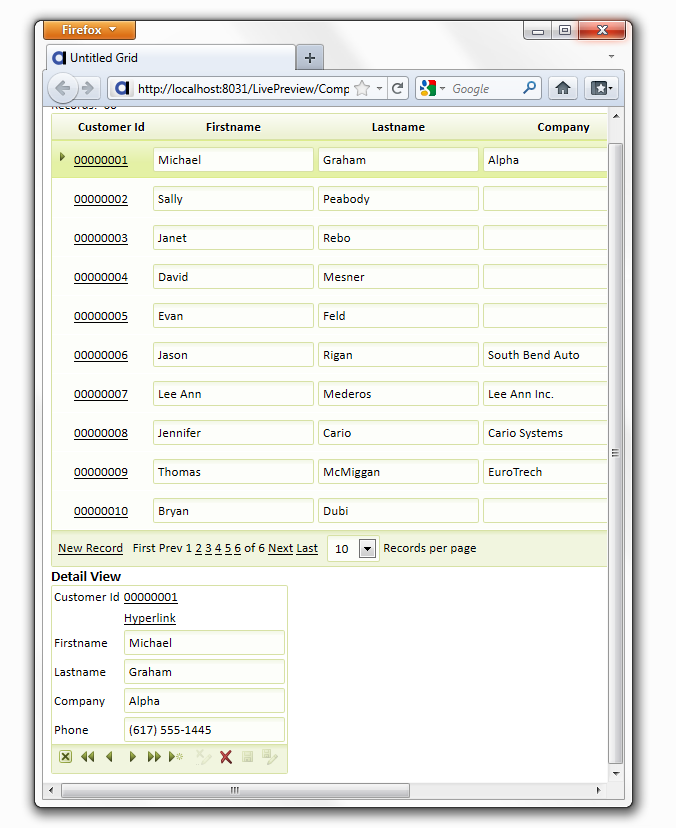 Firefox
Untitled Grid
http://localhost:8031/LivePreview/Comp
Google
Customer Id Firstname Lastname Company
00000001 Michael Graham Alpha
00000002 Sally Peabody
00000003 Janet Rebo
00000004 David Mesner
00000005 Evan Feld
00000006 Jason Rigan South Bend Auto
00000007 Lee Ann Mederos Lee Ann Inc.
00000008 Jennifer Cario Cario Systems
00000009 Thomas McMiggan EuroTrech
00000010 Bryan Dubi
New Record First Prev 1 2 3 4 5 6 of 6 Next Last 10 Records per page
Detail View
Customer Id 00000001
Hyperlink
Firstname Michael
Lastname Graham
Company Alpha
Phone (617) 555-1445